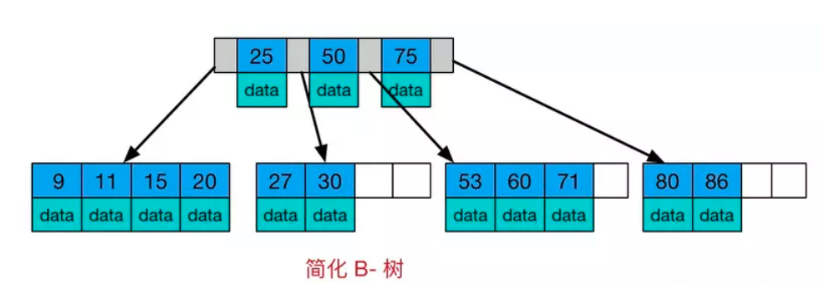 25 50 75
data data data
9 11 15 20 27 30 53 60 71 80 86
data data data data data data data data data data data
简化 B- 树